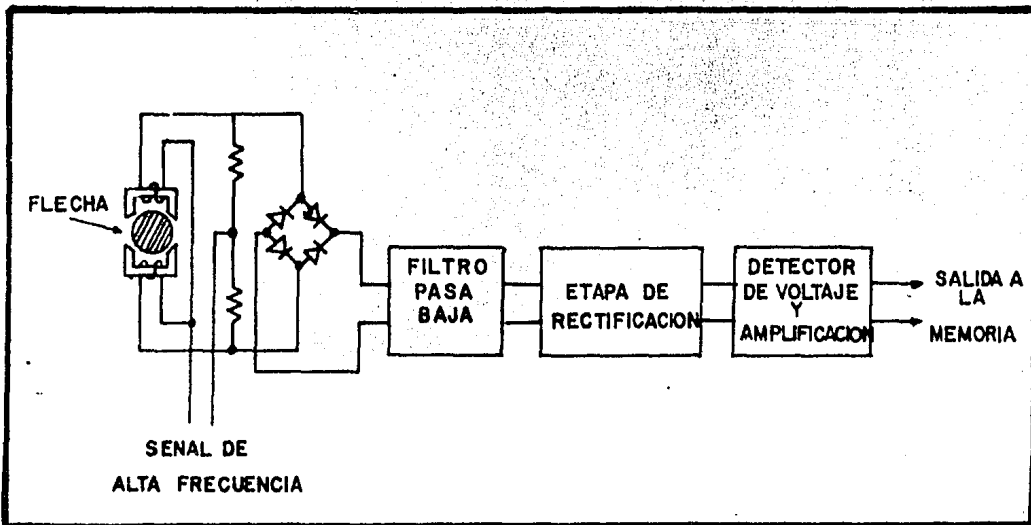 FLECHA
FILTRO
PASA
BAJA
ETAPA DE
RECTIFICACION
DETECTOR
DE VOLTAJE
Y
AMPLIFICACION
SALIDA A
LA
MEMORIA
SENAL DE
ALTA FRECUENCIA